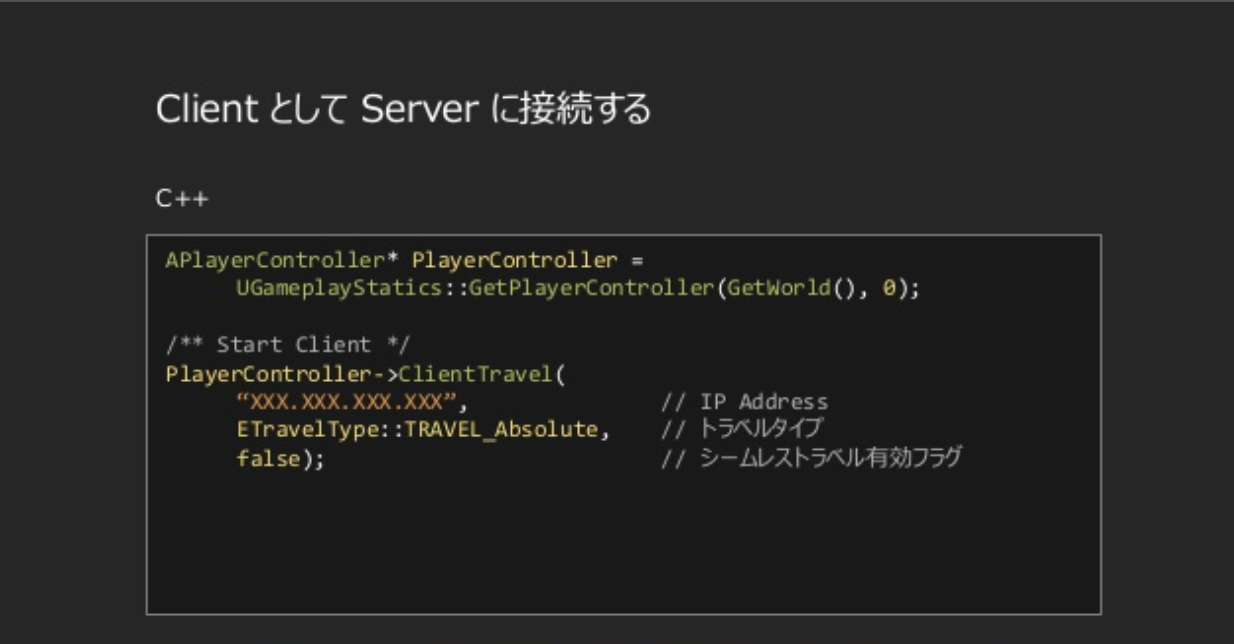 Client として Server に接続する
C++
APlayerController* PlayerController =
UGameplayStatics::GetPlayerController(GetWorld(), 0);
/** Start Client */
PlayerController->ClientTravel(
“XXX.XXX.XXX.XXX”, // IP Address
ETravelType::TRAVEL_Absolute, // トラベルタイプ
false); // シームレストラベル有効フラグ